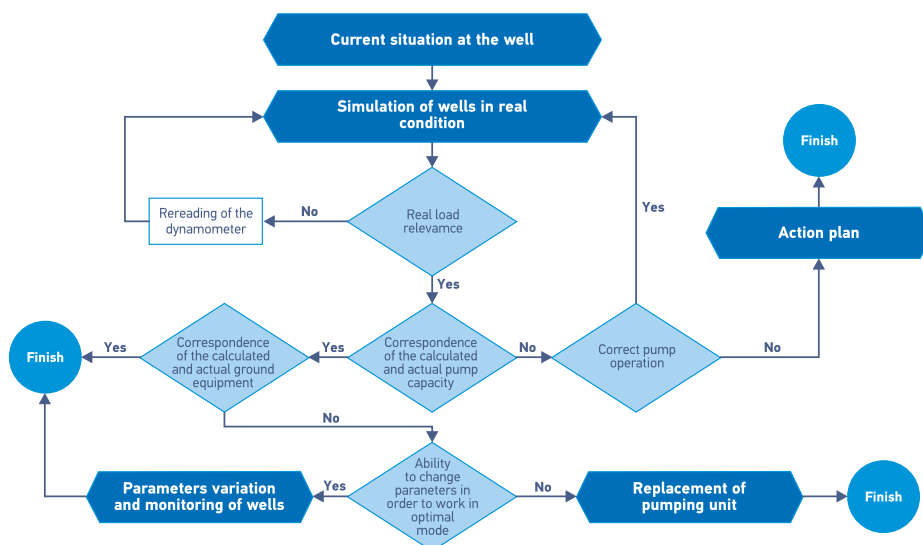 Current situation at the well
Simulation of wells in real
condition
Finish
Rereading of the
dynamometer
No
Real load
relevamce
Yes
Action plan
Yes
Finish
Yes
Correspondence
of the calculated
and actual ground
equipment
Yes
Correspondence
of the calculated
and actual pump
capacity
No
Correct pump
operation
No
No
Parameters variation
and monitoring of wells
Yes
Ability
to change
paraneters in
order to work in
optimal
mode
No
Replacement of
pumping unit
Finish